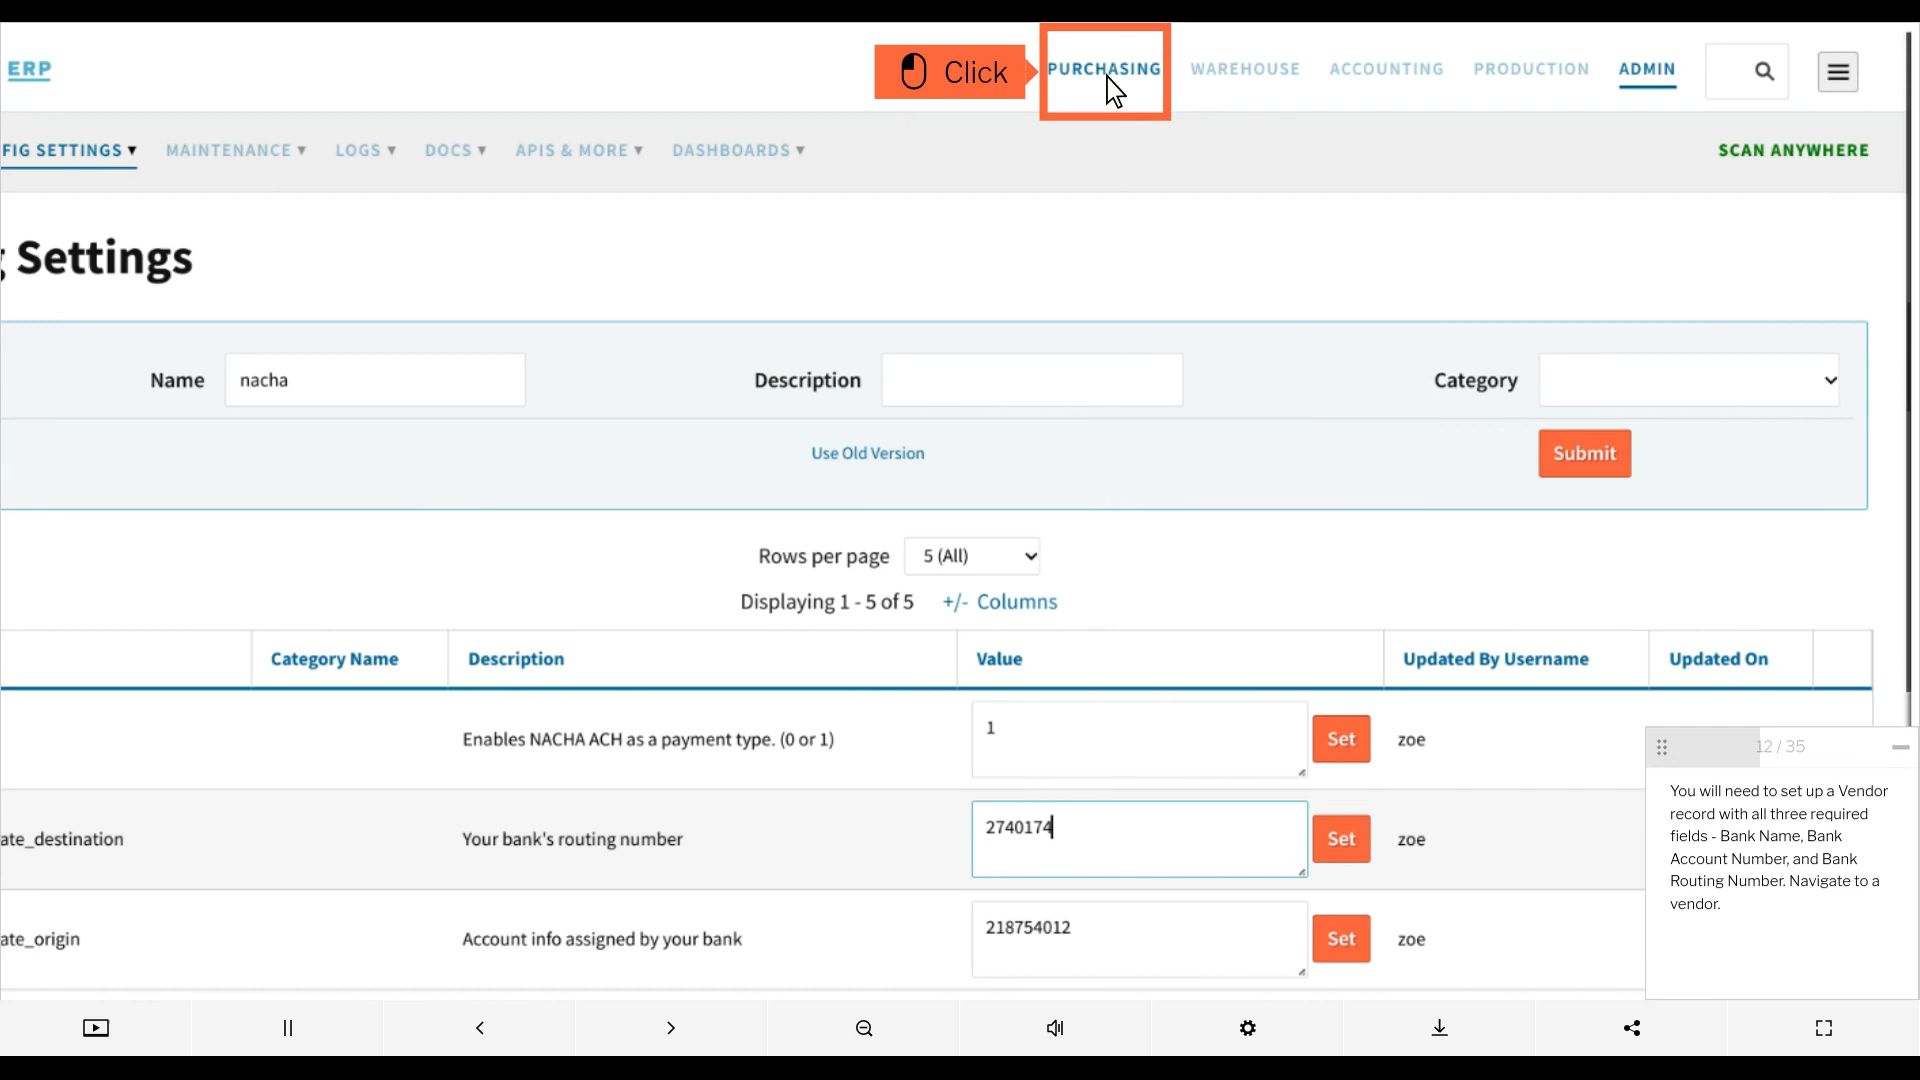 ERP
Click
PURCHASING
WAREHOUSE
ACCOUNTING
PRODUCTION
ADMIN
FIG SETTINGS ▼
MAINTENANCE ▼
LOGS ▼
DOCS ▼
APIS & MORE ▼
DASHBOARDS ▼
SCAN ANYWHERE
Settings
Name
nacha
Description
Category
Use Old Version
Submit
Rows per page
5 (All)
Displaying 1 - 5 of 5
+/- Columns
Category Name
Description
Value
Updated By Username
Updated On
Enables NACHA ACH as a payment type. (0 or 1)
1
Set
zoe
ate_destination
Your bank's routing number
2740174
Set
zoe
ate_origin
Account info assigned by your bank
218754012
Set
zoe
12 / 35
You will need to set up a Vendor
record with all three required
fields - Bank Name, Bank
Account Number, and Bank
Routing Number. Navigate to a
vendor.